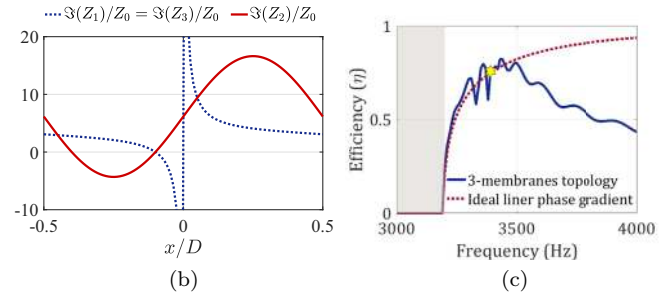 ℑ(Z₁)/Z₀ = ℑ(Z₃)/Z₀ ℑ(Z₂)/Z₀
20
10
0
-10
-0.5 0 0.5
x/D
(b)
1
0.5
0
Efficiency (η)
3-membranes topology
Ideal liner phase gradient
3000 3500 4000
Frequency (Hz)
(c)